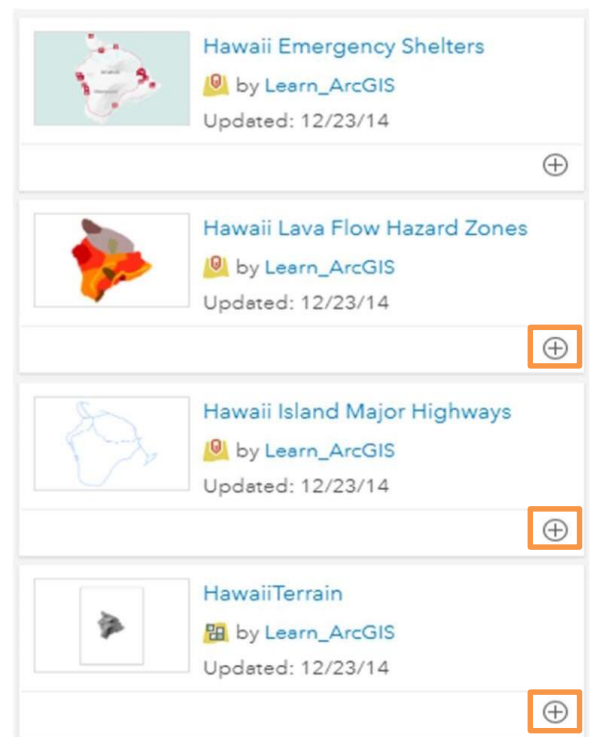 Hawaii Emergency Shelters
by Learn_ArcGIS
Updated: 12/23/14
Hawaii Lava Flow Hazard Zones
by Learn_ArcGIS
Updated: 12/23/14
Hawaii Island Major Highways
by Learn_ArcGIS
Updated: 12/23/14
HawaiiTerrain
by Learn_ArcGIS
Updated: 12/23/14